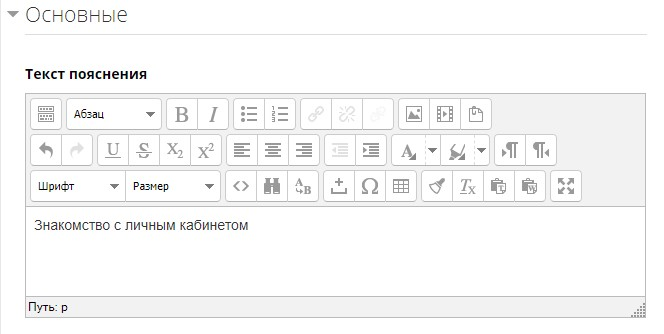 Основные
Текст пояснения
Абзац
Шрифт Размер
Знакомство с личным кабинетом
Путь: p